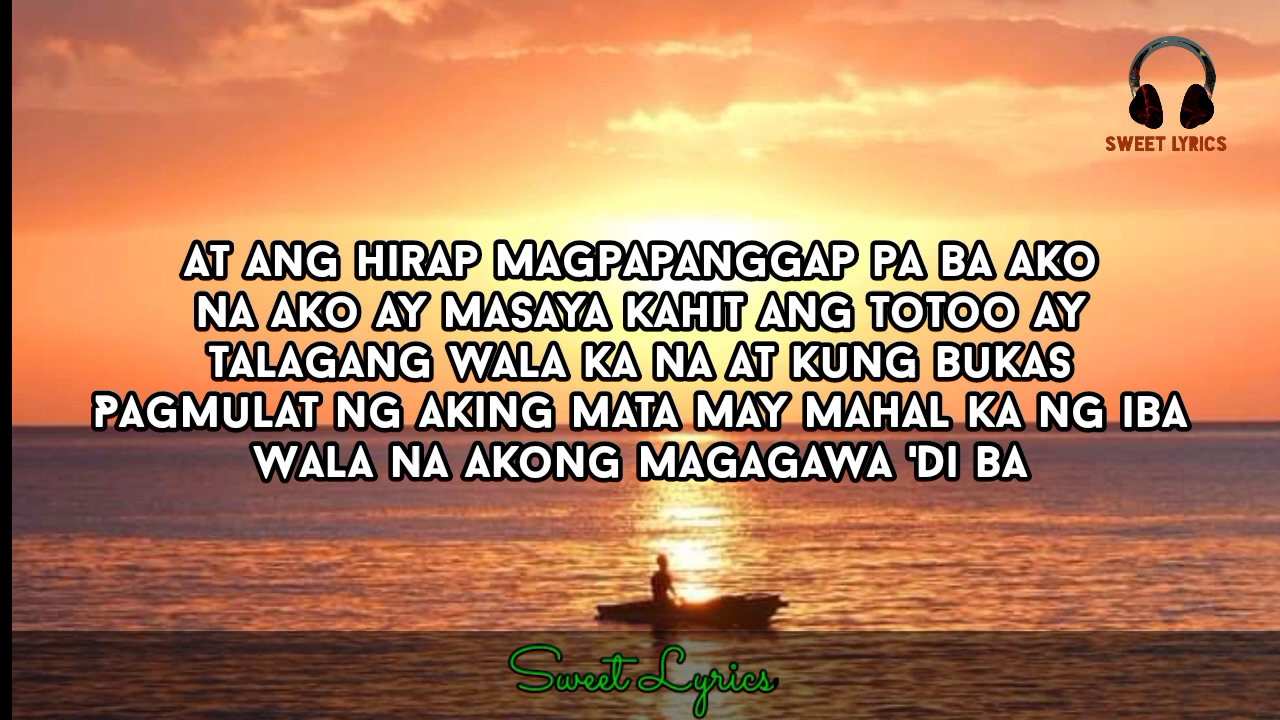 SWEET LYRICS
AT ANG HIRAP MAGPAPANGGAP PA BA AKO
NA AKO AY MASAYA KAHIT ANG TOTOO AY
TALAGANG WALA KA NA AT KUNG BUKAS
PAGMULAT NG AKING MATA MAY MAHAL KA NG IBA
WALA NA AKONG MAGAGAWA 'DI BA
Sweet Lyrics